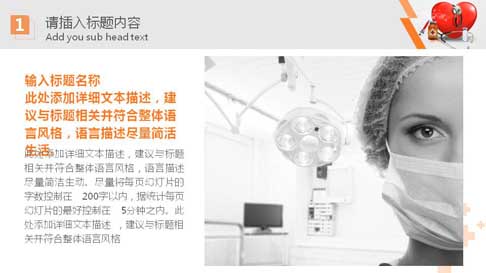 1
请插入标题内容
Add you sub head text
输入标题名称
此处添加详细文本描述，建
议与标题相关并符合整体语
言风格，语言描述尽量简洁
生活
此处添加详细文本描述，建议与标题
相关并符合整体语言风格，语言描述
尽量简洁生动。尽量将每页幻灯片的
字数控制在 200字以内，据统计每页
幻灯片的最好控制在 5分钟之内。此
处添加详细文本描述 ，建议与标题相
关并符合整体语言风格